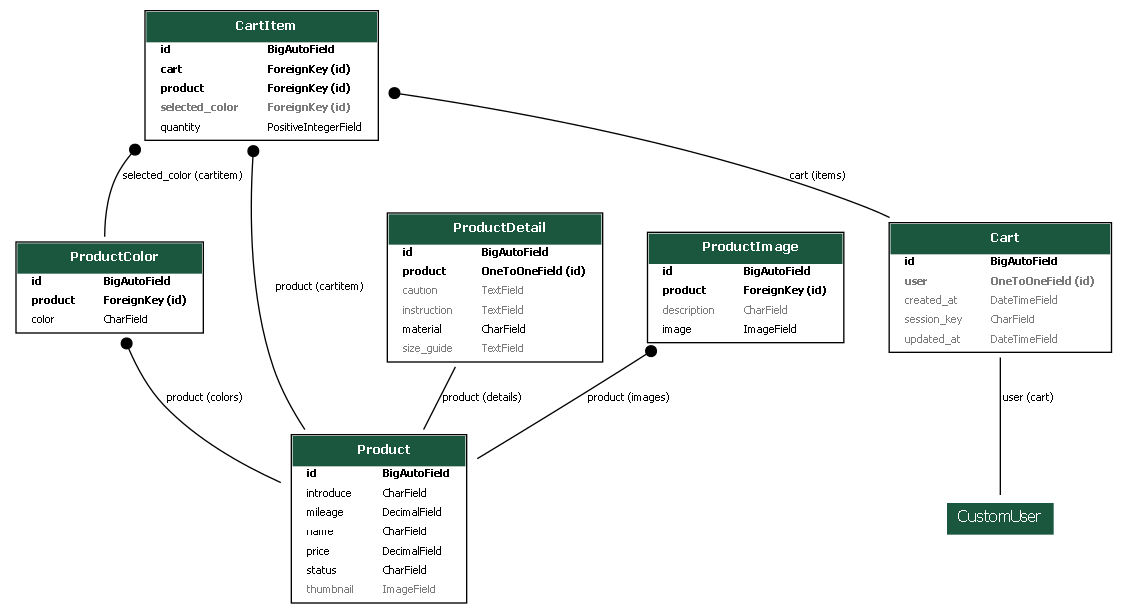 CartItem
id BigAutoField
cart ForeignKey (id)
product ForeignKey (id)
selected_color ForeignKey (id)
quantity PositiveIntegerField
selected_color (cartitem)
cart (items)
product (cartitem)
ProductColor
id BigAutoField
product ForeignKey (id)
color CharField
ProductDetail
id BigAutoField
product OneToOneField (id)
caution TextField
instruction TextField
material CharField
size_guide TextField
ProductImage
id BigAutoField
product ForeignKey (id)
description CharField
image ImageField
Cart
id BigAutoField
user OneToOneField (id)
created_at DateTimeField
session_key CharField
updated_at DateTimeField
product (colors)
product (details)
product (images)
user (cart)
Product
id BigAutoField
introduce CharField
mileage DecimalField
name CharField
price DecimalField
status CharField
thumbnail ImageField
CustomUser